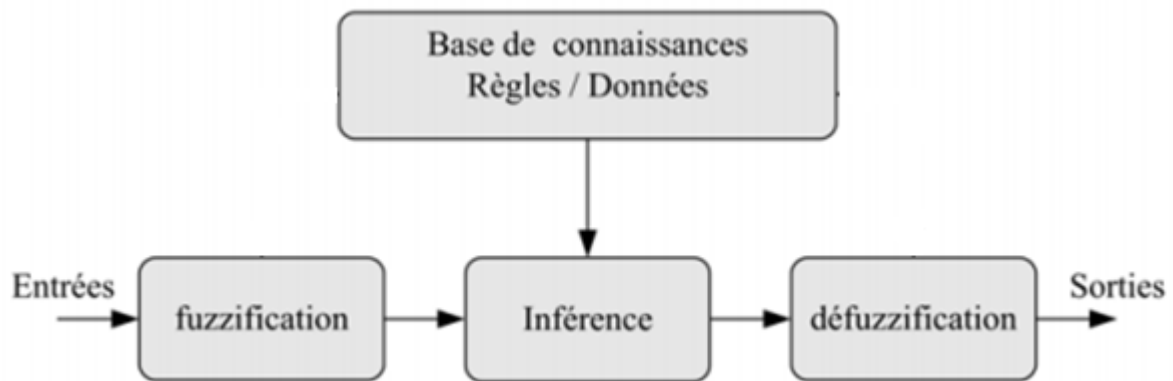 Base de connaissances
Règles / Données
Entrées
fuzzification
Inférence
défuzzification
Sorties